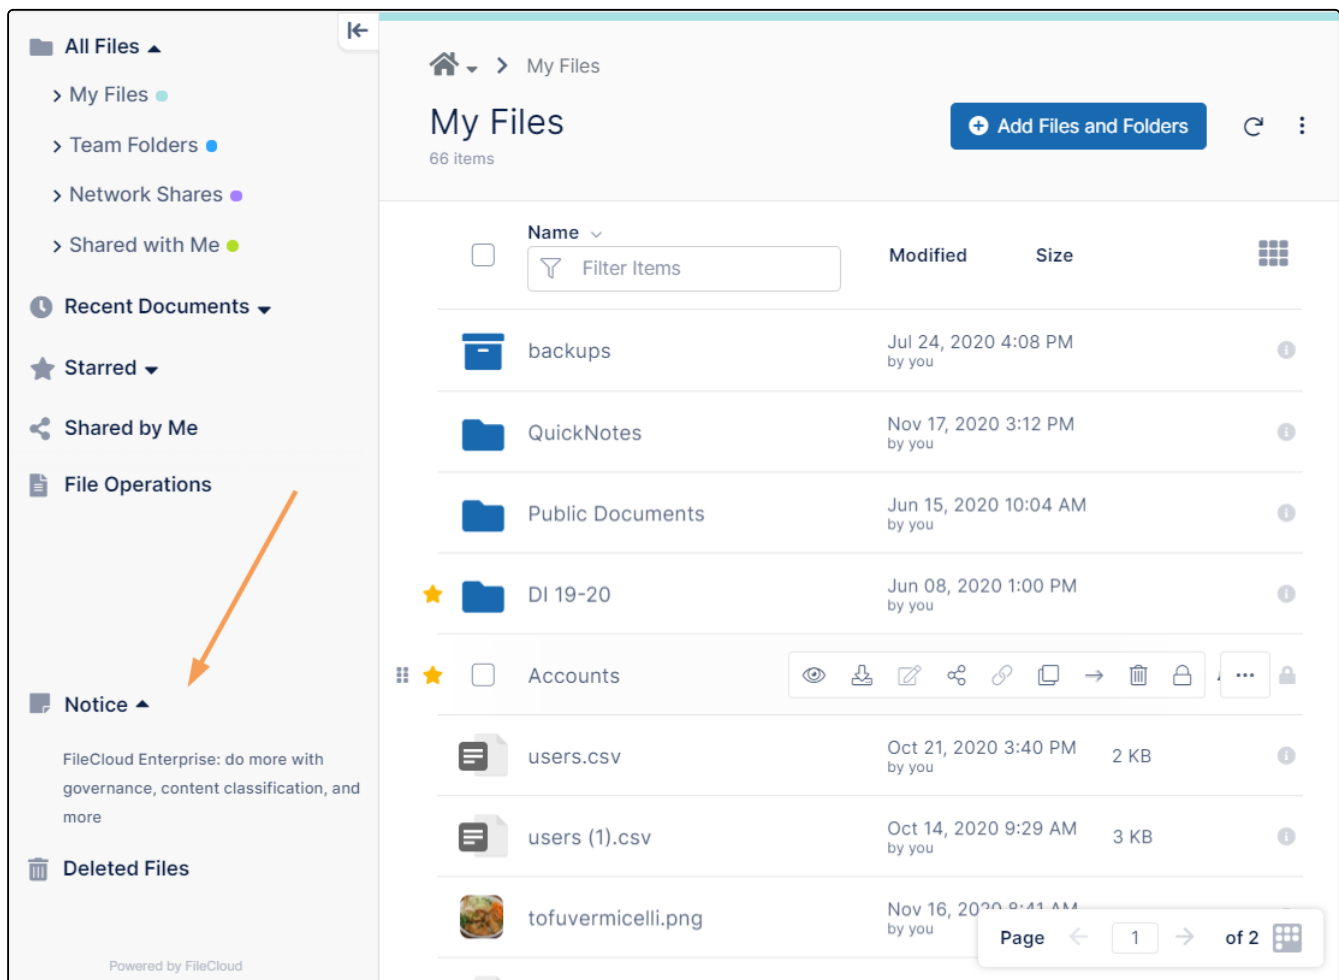 All Files
My Files
Team Folders
Network Shares
Shared with Me
Recent Documents
Starred
Shared by Me
File Operations
Notice
FileCloud Enterprise: do more with
governance, content classification, and
more
Deleted Files
Powered by FileCloud
My Files
My Files
66 items
Add Files and Folders
Name
Filter Items
Modified
Size
backups
Jul 24, 2020 4:08 PM
by you
QuickNotes
Nov 17, 2020 3:12 PM
by you
Public Documents
Jun 15, 2020 10:04 AM
by you
DI 19-20
Jun 08, 2020 1:00 PM
by you
Accounts
users.csv
Oct 21, 2020 3:40 PM
by you
2 KB
users (1).csv
Oct 14, 2020 9:29 AM
by you
3 KB
tofuvermicelli.png
Nov 16, 2020 8:41 AM
by you
Page
1
of 2